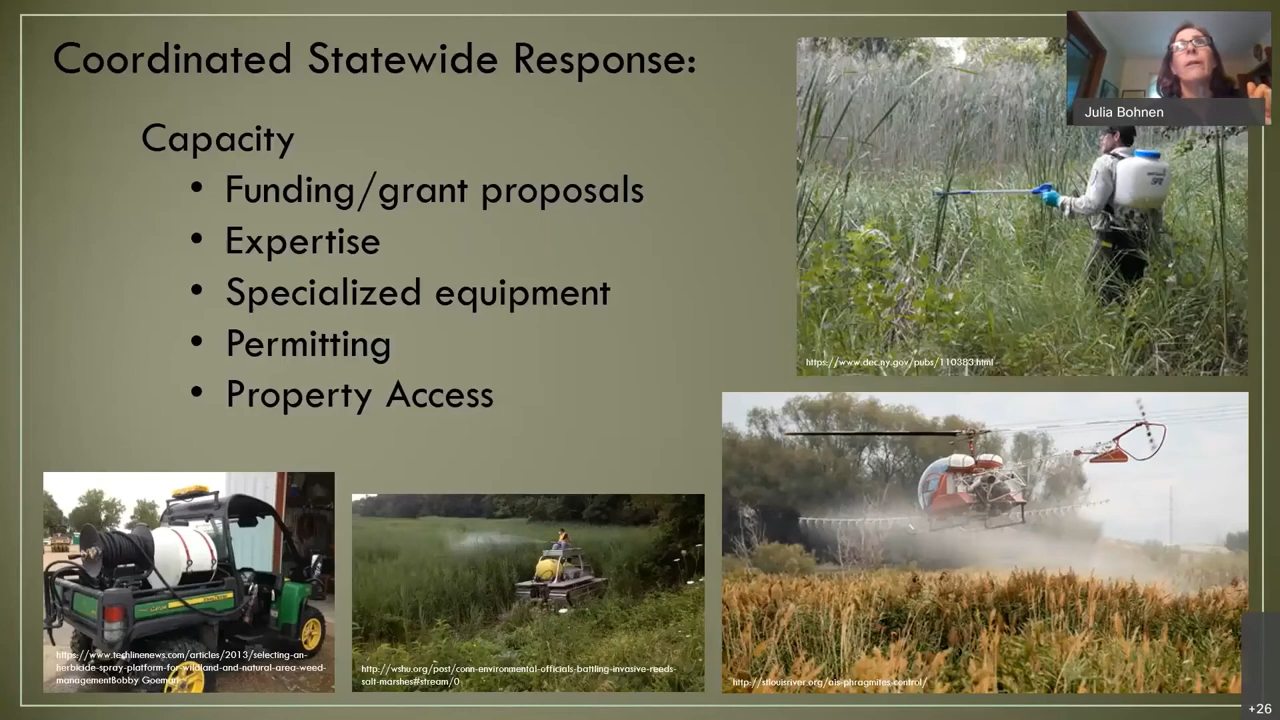 Coordinated Statewide Response:
Julia Bohnen
Capacity
• Funding/grant proposals
• Expertise
• Specialized equipment
• Permitting
• Property Access
https://www.dec.ny.gov/pubs/110383.html
https://www.techlinenews.com/articles/2013/selecting-an-
herbicide-spray-platform-for-wildland-and-natural-area-weed-
managementBobby Goeman
http://wshu.org/post/conn-environmental-officials-battling-invasive-reeds-
salt-marshes#stream/0
http://stlouisriver.org/ais-phragmites-control/
+26